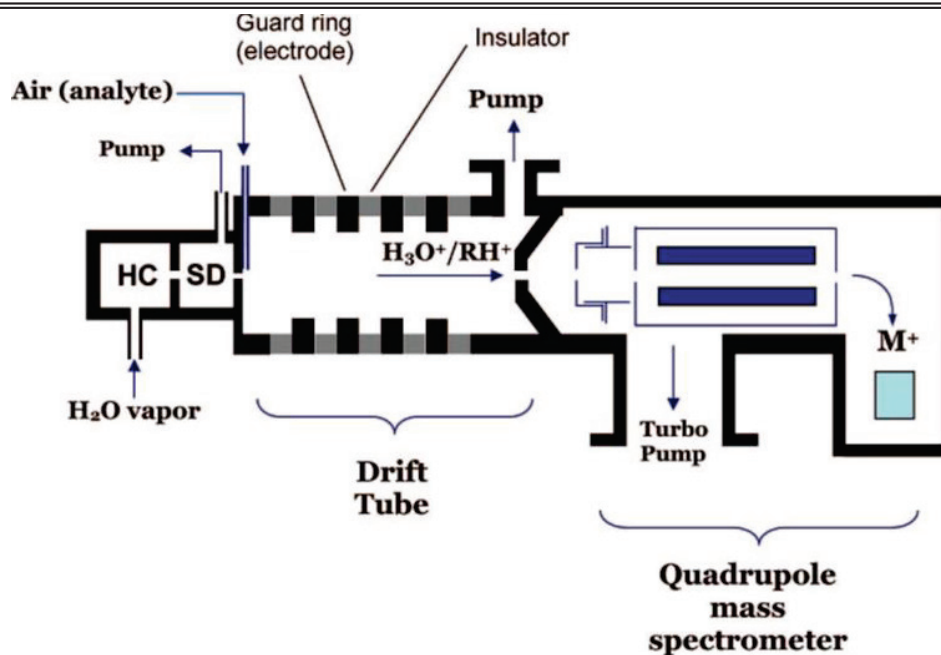 Guard ring
(electrode)
Insulator
Air (analyte)
Pump
Pump
HC
SD
H₃O⁺/RH⁺
M⁺
H₂O vapor
Turbo
Pump
Drift
Tube
Quadrupole
mass
spectrometer